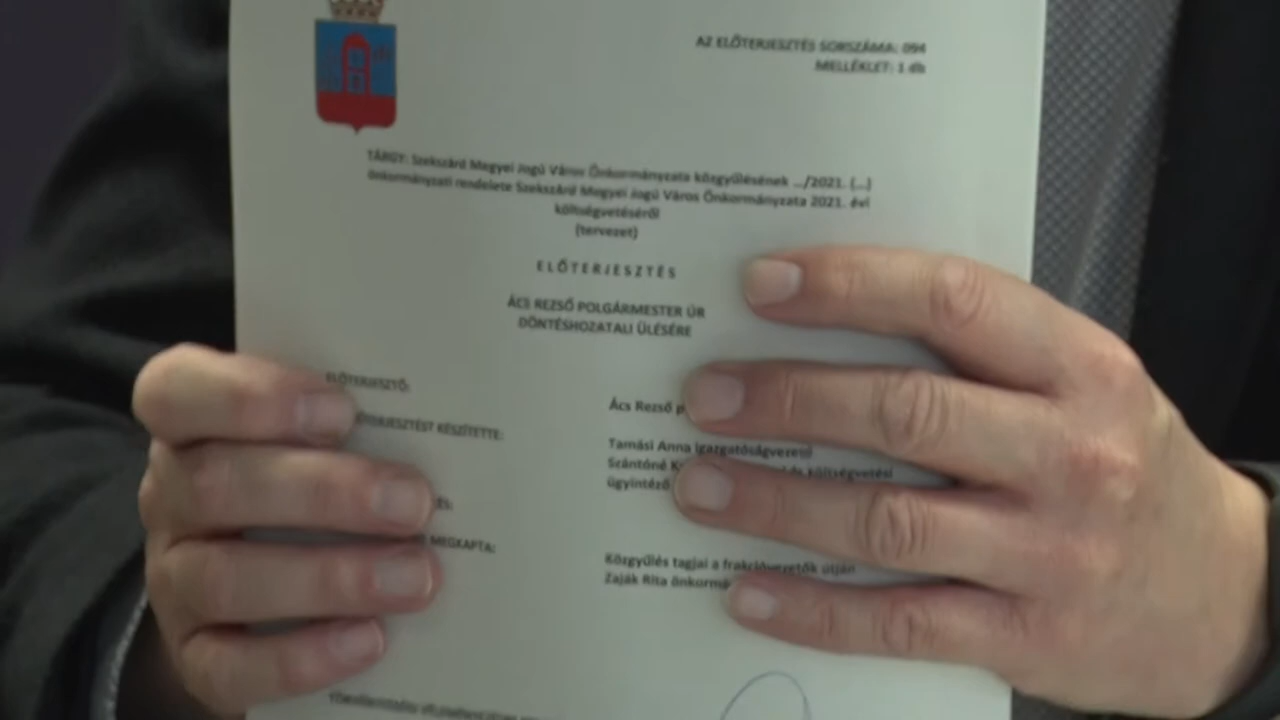 AZ ELŐTERJESZTÉS SORSZÁMA: 094
MELLÉKLET: 1 db
TÁRGY: Szekszárd Megyei Jogú Város Önkormányzata közgyűlésének .../2021. (...)
önkormányzati rendelete Szekszárd Megyei Jogú Város Önkormányzata 2021. évi
költségvetéséről
(tervezet)
ELŐTERJESZTÉS
ÁCS REZSŐ POLGÁRMESTER ÚR
DÖNTÉSHOZATALI ÜLÉSÉRE
ELŐTERJESZTŐ:
Ács Rezső p
TERJESZTÉST KÉSZÍTETTE:
Tamási Anna igazgatóságvezető
Szántóné költségvetési
ügyintéző
MEGKAPTA:
Közgyűlés tagjai a frakcióvezetők útján
Zaják Rita önkormá